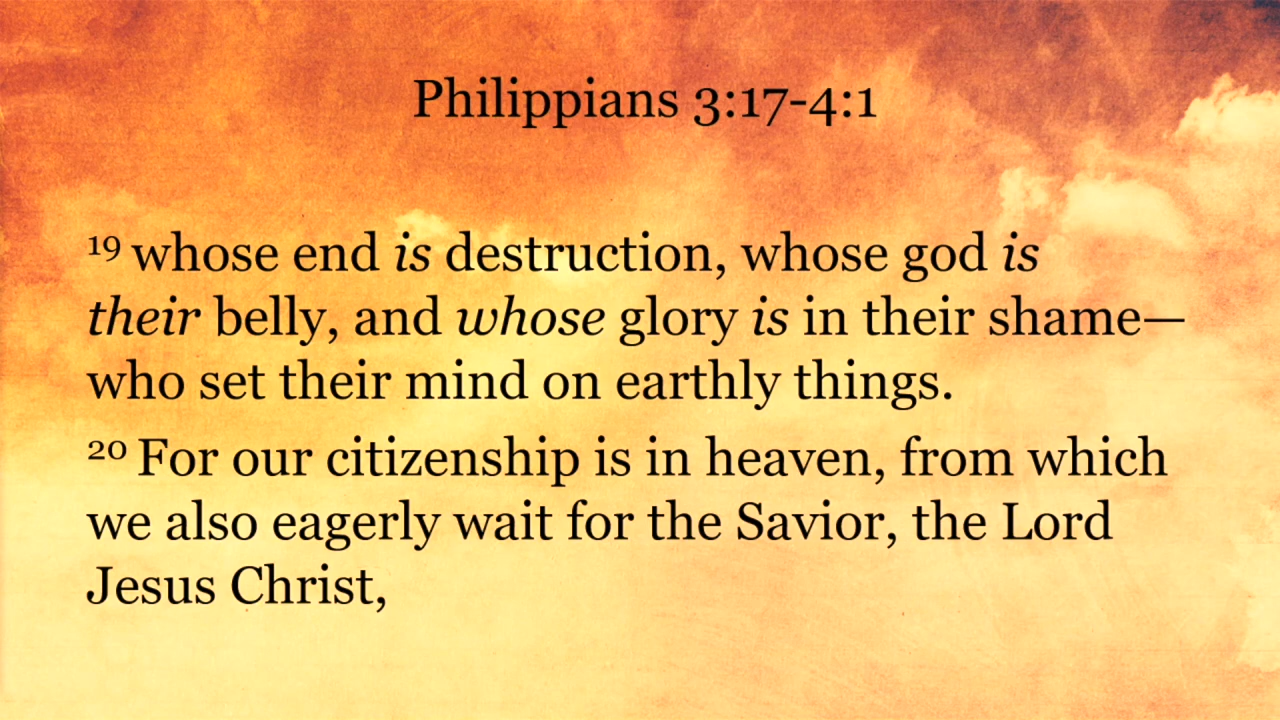 Philippians 3:17-4:1
19 whose end is destruction, whose god is
their belly, and whose glory is in their shame—
who set their mind on earthly things.
20 For our citizenship is in heaven, from which
we also eagerly wait for the Savior, the Lord
Jesus Christ,